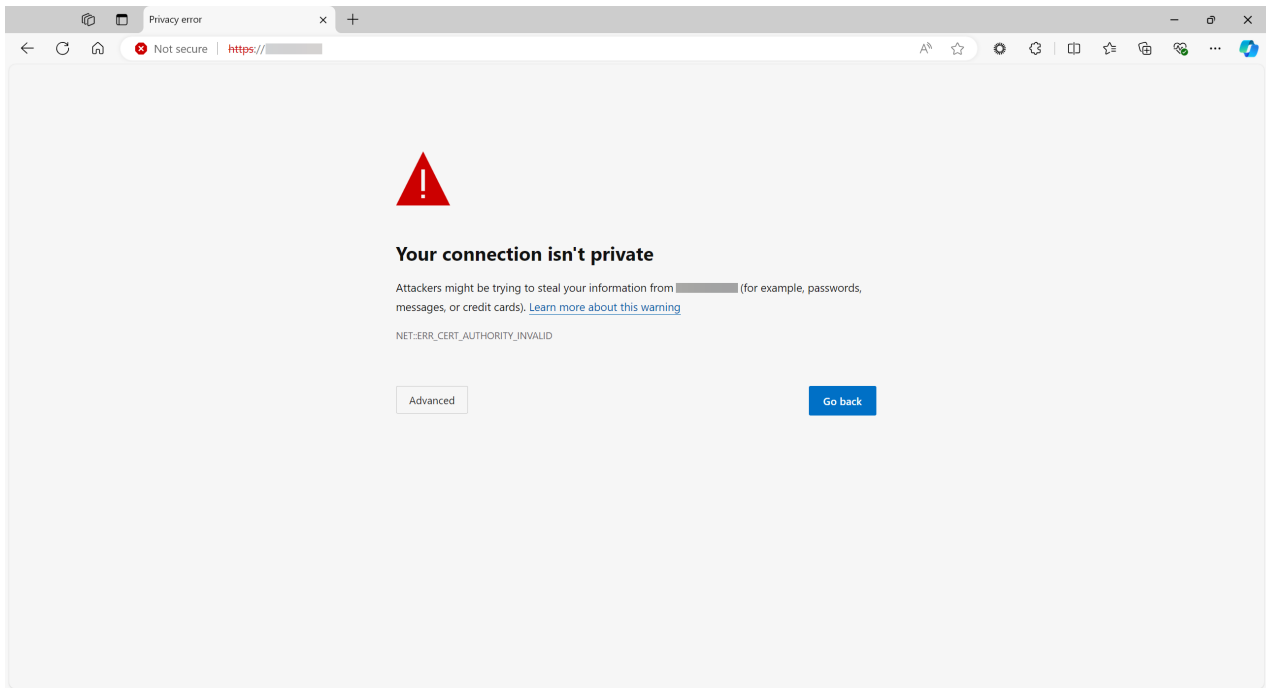 Privacy error
Not secure
https://
Your connection isn't private
Attackers might be trying to steal your information from (for example, passwords,
messages, or credit cards). Learn more about this warning
NET::ERR_CERT_AUTHORITY_INVALID
Advanced
Go back